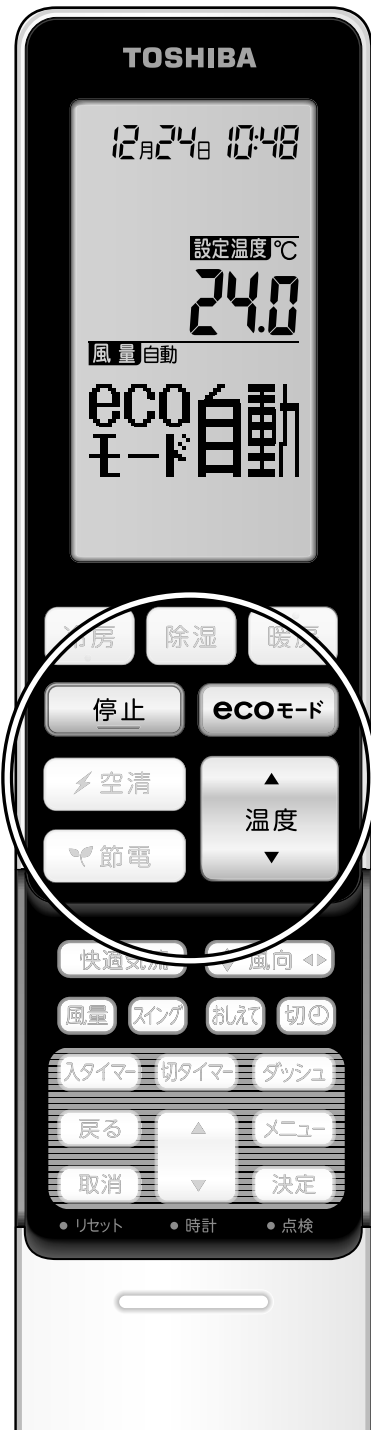 TOSHIBA
12月24日 10:48
設定温度 ℃
24.0
風量 自動
eco
モード 自動
冷房 除湿 暖房
停止 ecoモード
空清 ▲
温度
節電 ▼
快適気流 風向
風量 スイング おしえて 切
入タイマー 切タイマー ダッシュ
戻る ▲ メニュー
取消 ▼ 決定
• リセット • 時計 • 点検